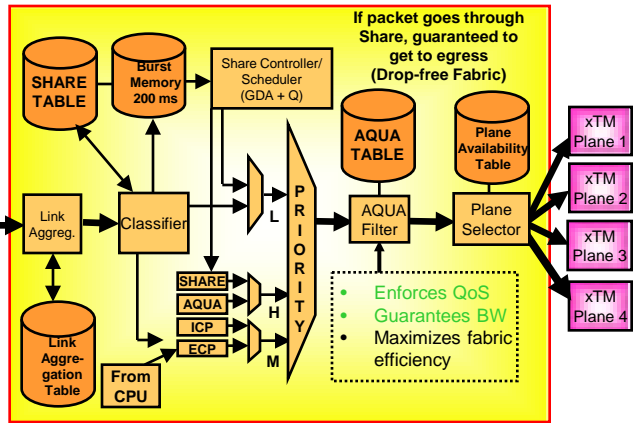 If packet goes through
Share, guaranteed to
get to egress
(Drop-free Fabric)
SHARE
TABLE
Burst
Memory
200 ms
Share Controller/
Scheduler
(GDA + Q)
AQUA
TABLE
Plane
Availability
Table
xTM
Plane 1
xTM
Plane 2
xTM
Plane 3
xTM
Plane 4
Link
Aggreg.
Classifier
L
PRIORITY
AQUA
Filter
Plane
Selector
SHARE
AQUA
H
ICP
ECP
M
Link
Aggre-
gation
Table
From
CPU
• Enforces QoS
• Guarantees BW
• Maximizes fabric
efficiency